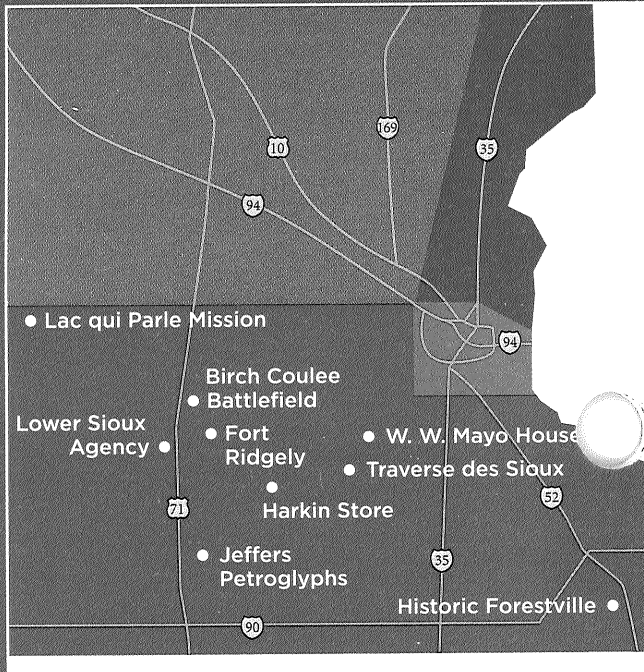 169
10
35
94
Lac qui Parle Mission
94
Birch Coulee
Battlefield
Lower Sioux
Agency
Fort
Ridgely
W. W. Mayo House
Traverse des Sioux
Harkin Store
52
71
Jeffers
Petroglyphs
35
Historic Forestville
90